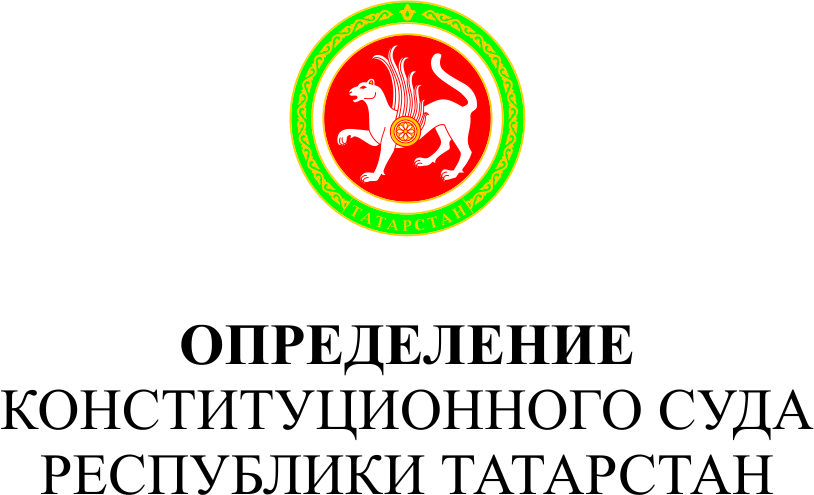 ТАТАРСТАН
ОПРЕДЕЛЕНИЕ
КОНСТИТУЦИОННОГО СУДА
РЕСПУБЛИКИ ТАТАРСТАН